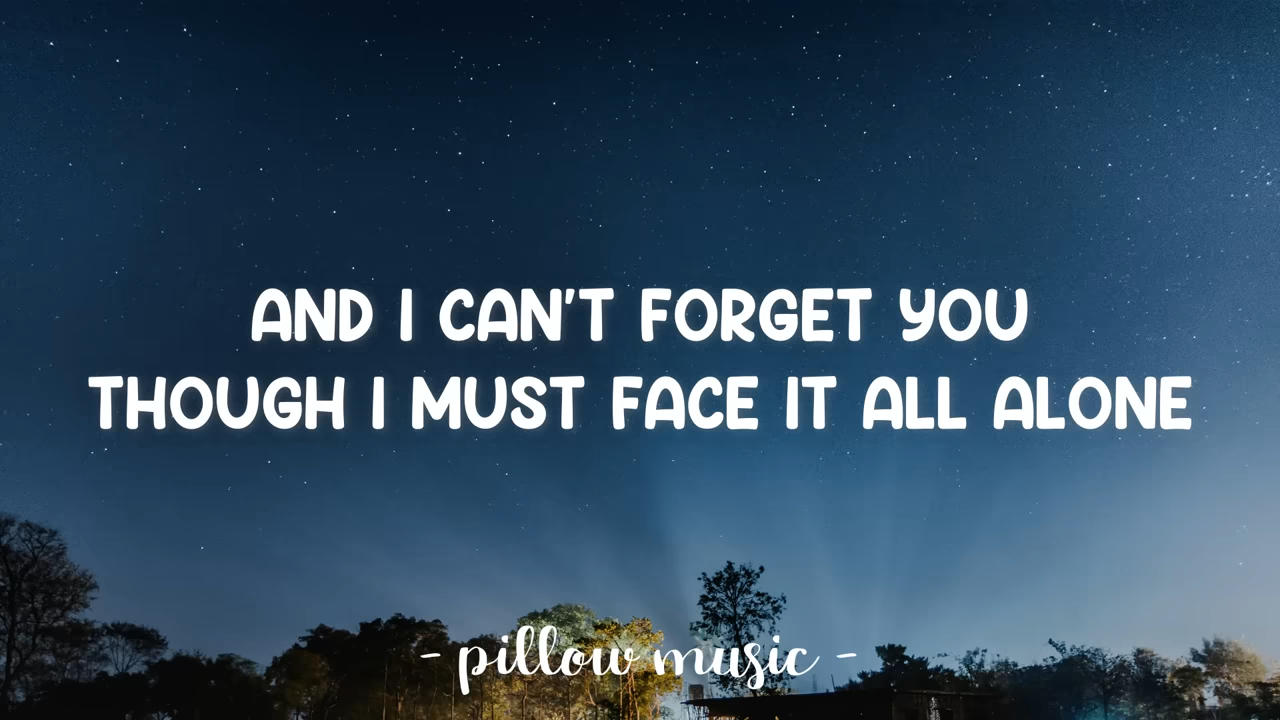 AND I CAN'T FORGET YOU
THOUGH I MUST FACE IT ALL ALONE
- pillow music -